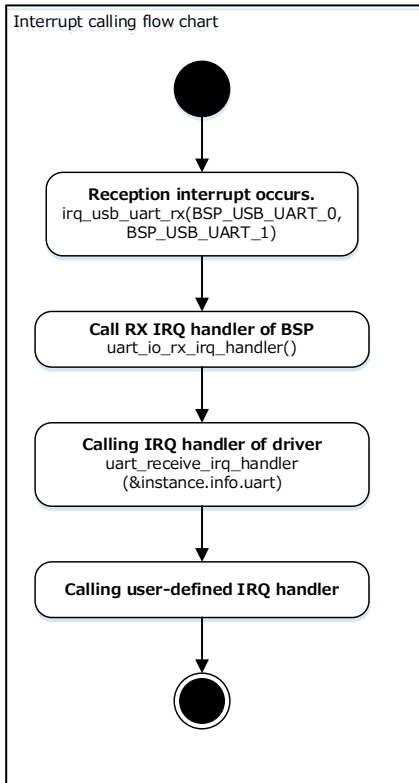 Interrupt calling flow chart
Reception interrupt occurs.
irq_usb_uart_rx(BSP_USB_UART_0,
BSP_USB_UART_1)
Call RX IRQ handler of BSP
uart_io_rx_irq_handler()
Calling IRQ handler of driver
uart_receive_irq_handler
(&instance.info.uart)
Calling user-defined IRQ handler